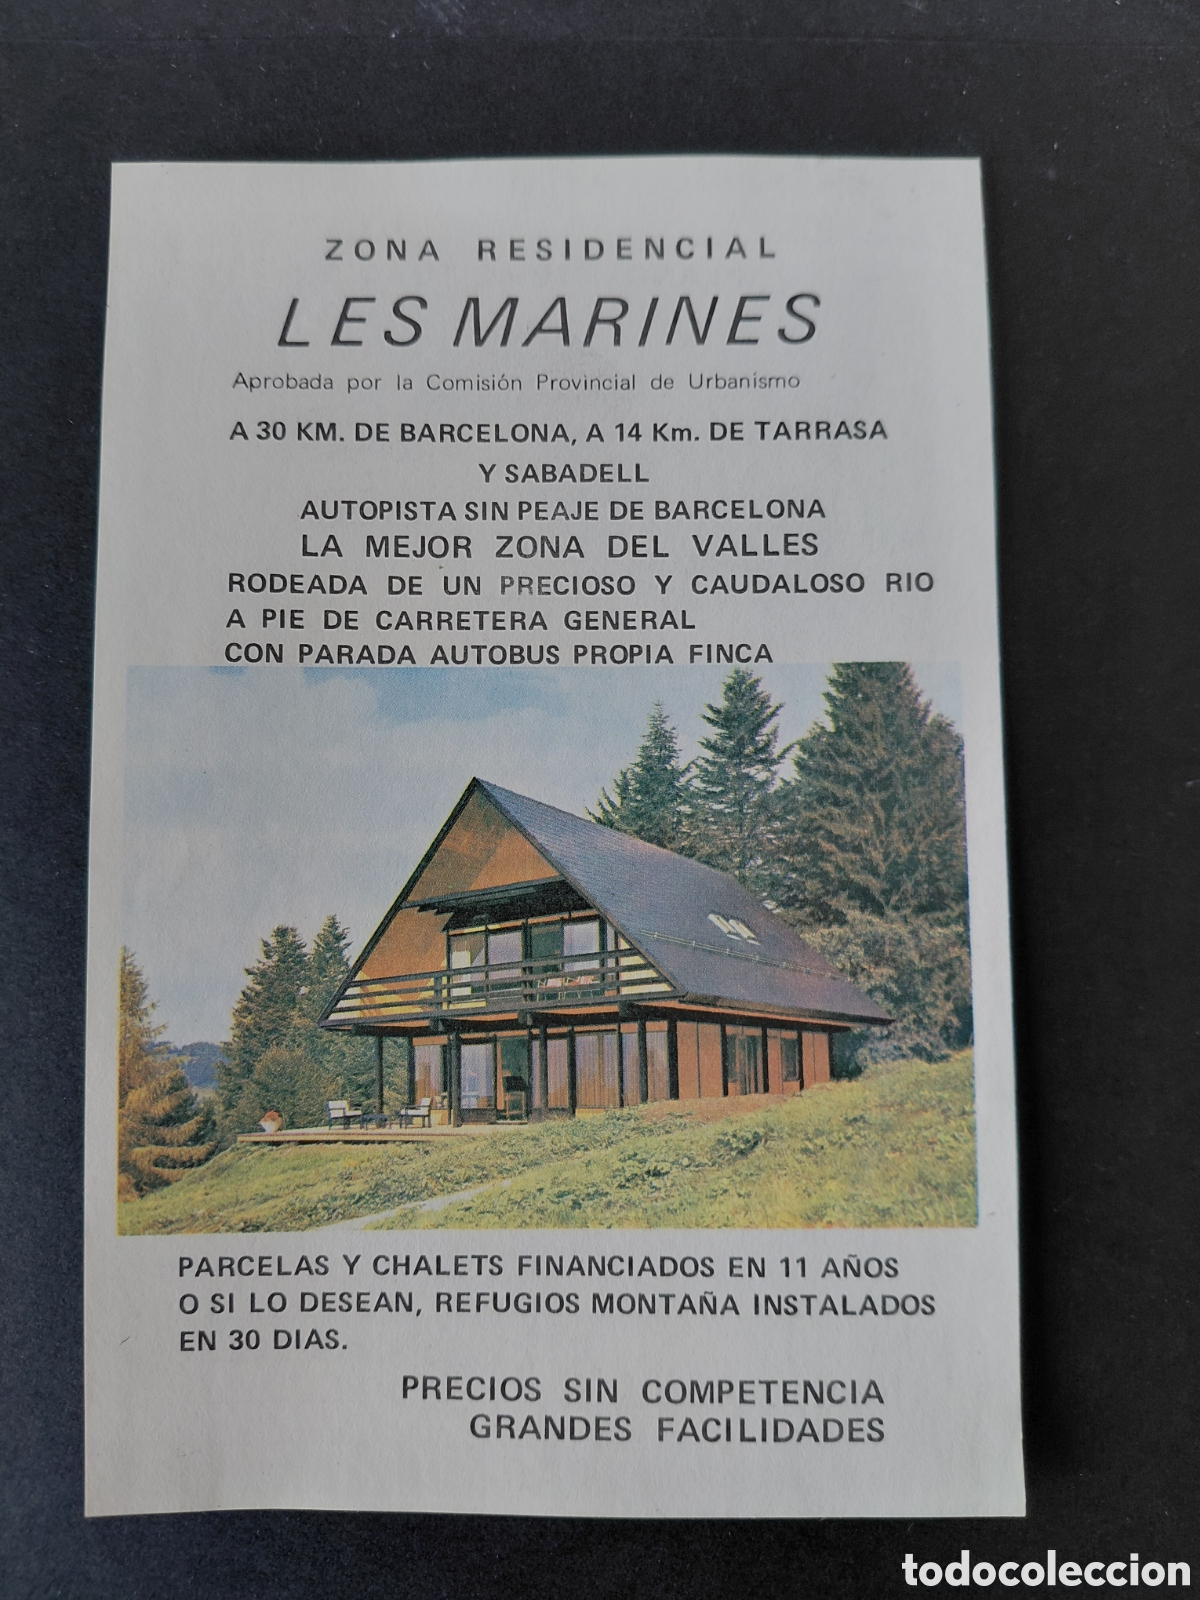 ZONA RESIDENCIAL
LES MARINES
Aprobada por la Comisión Provincial de Urbanismo
A 30 KM. DE BARCELONA, A 14 Km. DE TARRASA
Y SABADELL
AUTOPISTA SIN PEAJE DE BARCELONA
LA MEJOR ZONA DEL VALLES
RODEADA DE UN PRECIOSO Y CAUDALOSO RIO
A PIE DE CARRETERA GENERAL
CON PARADA AUTOBUS PROPIA FINCA
PARCELAS Y CHALETS FINANCIADOS EN 11 AÑOS
O SI LO DESEAN, REFUGIOS MONTAÑA INSTALADOS
EN 30 DIAS.
PRECIOS SIN COMPETENCIA
GRANDES FACILIDADES
todocoleccion